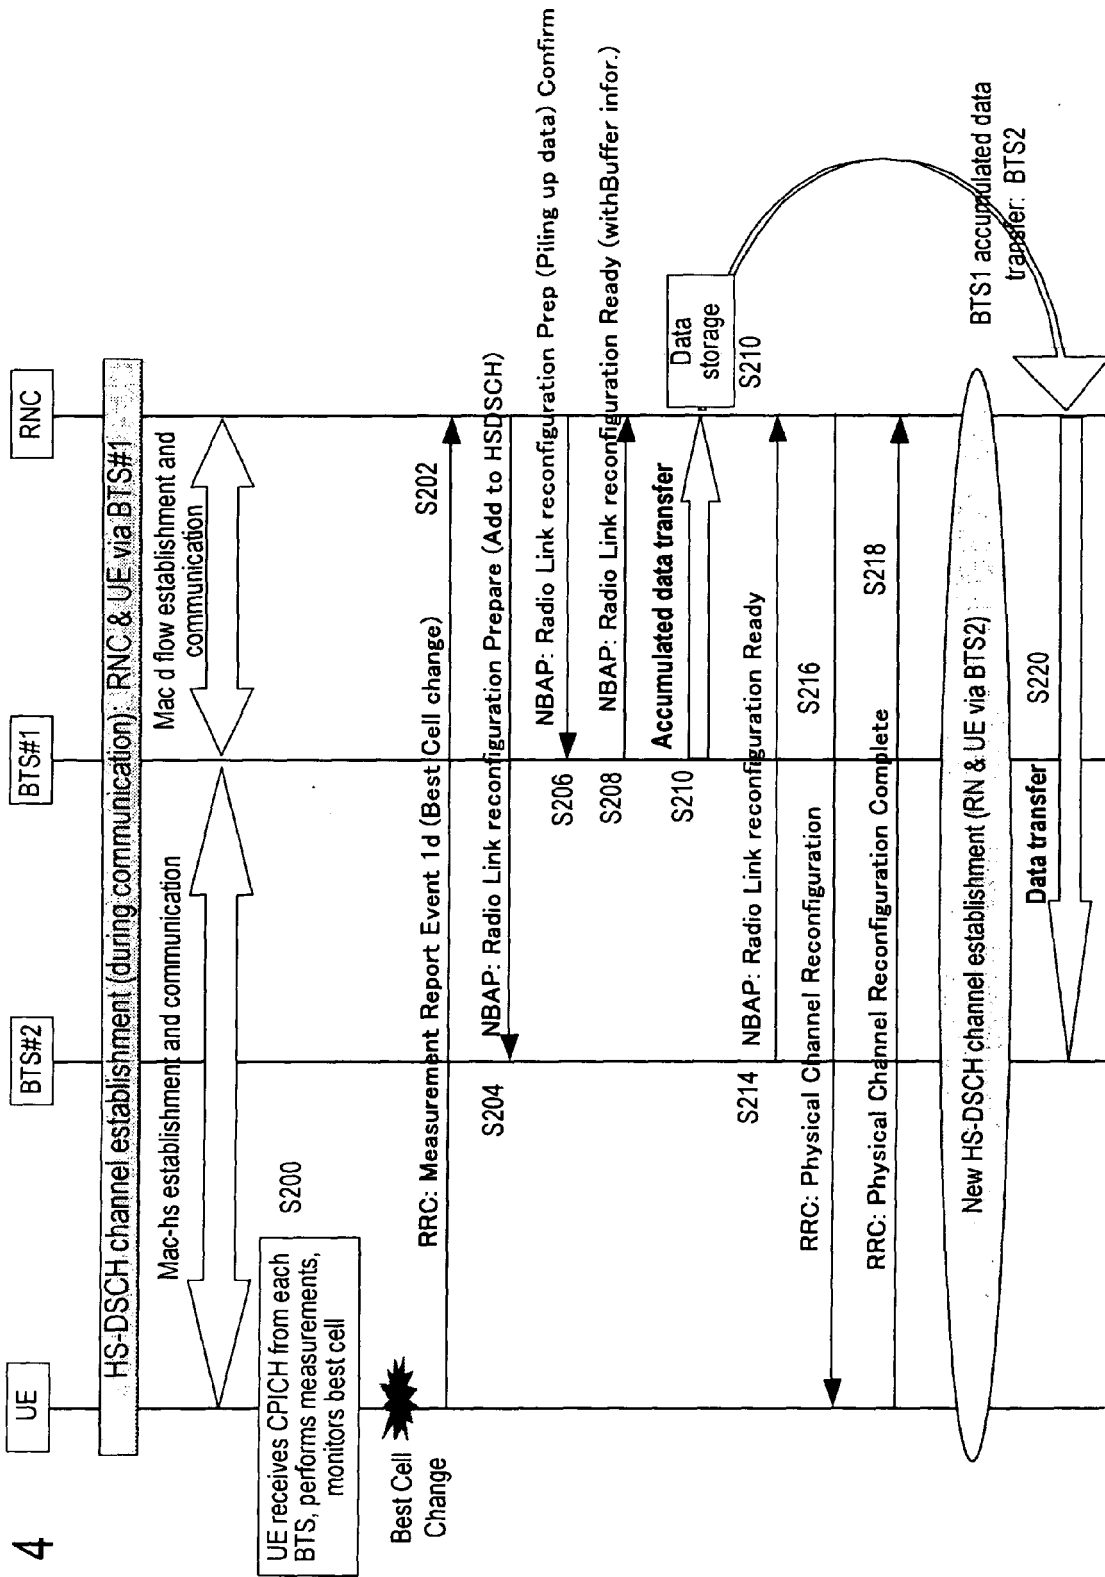 4
UE
BTS#2
BTS#1
RNC
HS-DSCH channel establishment (during communication): RNC & UE via BTS#1
Mac-hs establishment and communication
Mac d flow establishment and
communication
UE receives CPICH from each
BTS, performs measurements,
monitors best cell
S200
Best Cell
Change
RRC: Measurement Report Event 1d (Best Cell change)
S202
S204
NBAP: Radio Link reconfiguration Prepare (Add to HSDSCH)
S206
NBAP: Radio Link reconfiguration Prep (Piling up data) Confirm
S208
NBAP: Radio Link reconfiguration Ready (withBuffer infor.)
S210
Accumulated data transfer
Data
storage
S210
S214
NBAP: Radio Link reconfiguration Ready
RRC: Physical Channel Reconfiguration
S216
RRC: Physical Channel Reconfiguration Complete
S218
New HS-DSCH channel establishment (RN & UE via BTS2)
BTS1 accumulated data
transfer: BTS2
Data transfer
S220